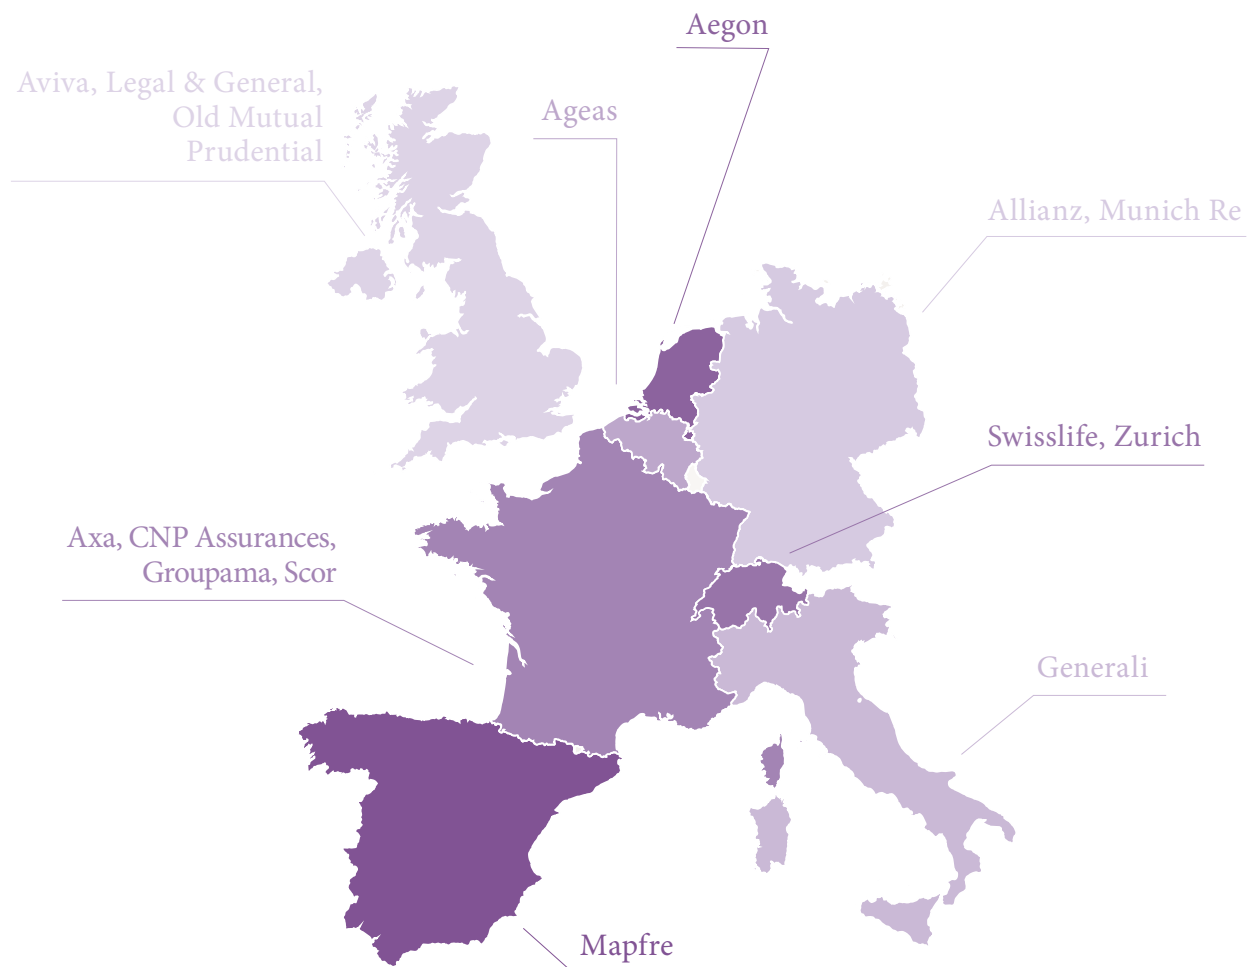 Aegon
Aviva, Legal & General,
Old Mutual
Prudential
Ageas
Allianz, Munich Re
Swisslife, Zurich
Axa, CNP Assurances,
Groupama, Scor
Generali
Mapfre